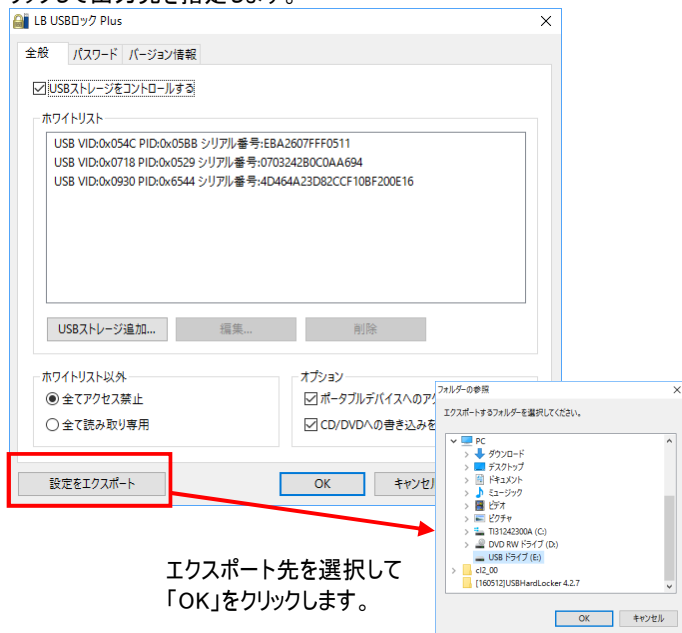 リックして出力先を指定します。
LB USBロック Plus
全般 パスワード バージョン情報
USBストレージをコントロールする
ホワイトリスト
USB VID:0x054C PID:0x05BB シリアル番号:EBA2607FFF0511
USB VID:0x0718 PID:0x0529 シリアル番号:0703242B0C0AA694
USB VID:0x0930 PID:0x6544 シリアル番号:4D464A23D82CCF10BF200E16
USBストレージ追加... 編集... 削除
ホワイトリスト以外
全てアクセス禁止
全て読み取り専用
オプション
ポータブルデバイスへのア
CD/DVDへの書き込みを
設定をエクスポート OK キャンセル
フォルダーの参照
エクスポートするフォルダーを選択してください。
PC
ダウンロード
デスクトップ
ドキュメント
ミュージック
ビデオ
ピクチャ
TI31242300A (C:)
DVD RW ドライブ (D:)
USB ドライブ (E:)
cl2_00
[160512]USBHardLocker 4.2.7
OK キャンセル
エクスポート先を選択して
「OK」をクリックします。